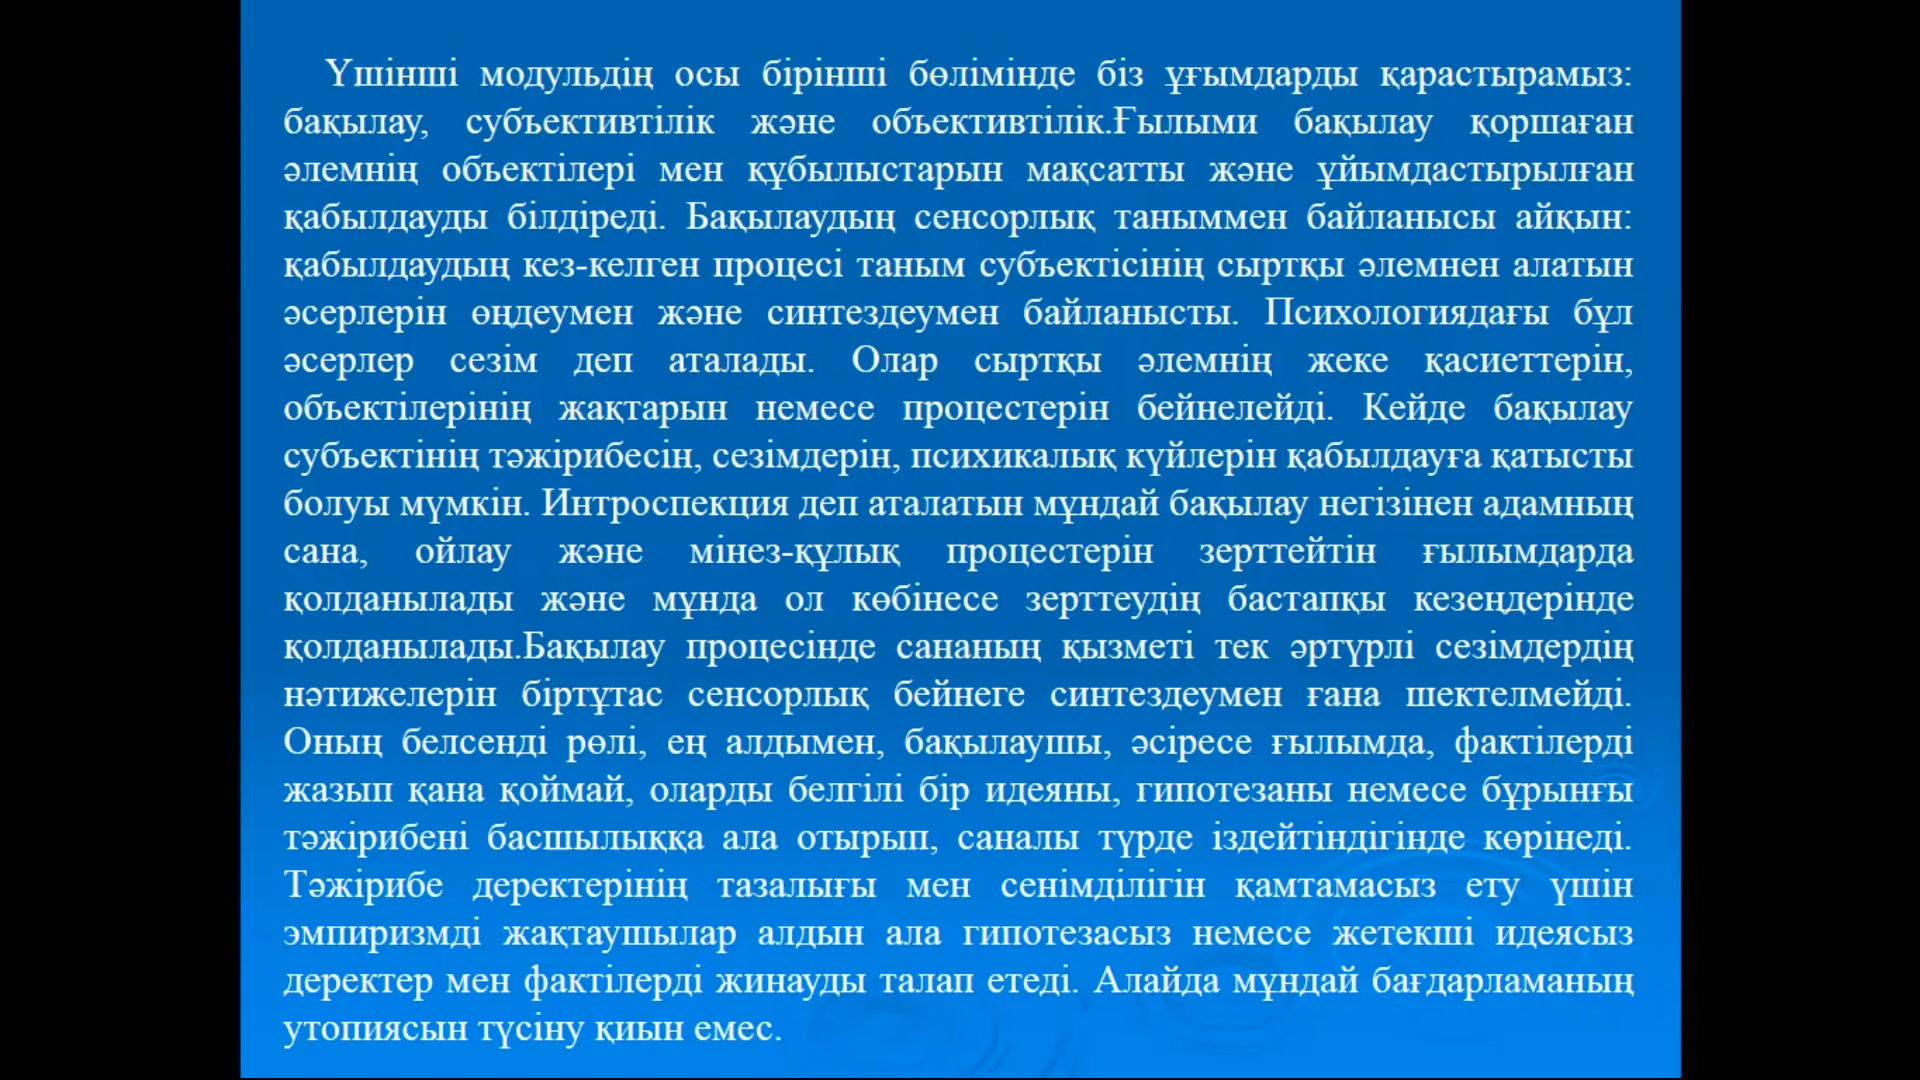 Үшінші модульдің осы бірінші бөлімінде біз ұғымдарды қарастырамыз:
бақылау, субъективтілік және объективтілік.Ғылыми бақылау қоршаған
әлемнің объектілері мен құбылыстарын мақсатты және ұйымдастырылған
қабылдауды білдіреді. Бақылаудың сенсорлық таныммен байланысы айқын:
қабылдаудың кез-келген процесі таным субъектісінің сыртқы әлемнен алатын
әсерлерін өңдеумен және синтездеумен байланысты. Психологиядағы бұл
әсерлер сезім деп аталады. Олар сыртқы әлемнің жеке қасиеттерін,
объектілерінің жақтарын немесе процестерін бейнелейді. Кейде бақылау
субъектінің тәжірибесін, сезімдерін, психикалық күйлерін қабылдауға қатысты
болуы мүмкін. Интроспекция деп аталатын мұндай бақылау негізінен адамның
сана, ойлау және мінез-құлық процестерін зерттейтін ғылымдарда
қолданылады және мұнда ол көбінесе зерттеудің бастапқы кезеңдерінде
қолданылады.Бақылау процесінде сананың қызметі тек әртүрлі сезімдердің
нәтижелерін біртұтас сенсорлық бейнеге синтездеумен ғана шектелмейді.
Оның белсенді рөлі, ең алдымен, бақылаушы, әсіресе ғылымда, фактілерді
жазып қана қоймай, оларды белгілі бір идеяны, гипотезаны немесе бұрынғы
тәжірибені басшылыққа ала отырып, саналы түрде іздейтіндігінде көрінеді.
Тәжірибе деректерінің тазалығы мен сенімділігін қамтамасыз ету үшін
эмпиризмді жақтаушылар алдын ала гипотезасыз немесе жетекші идеясыз
деректер мен фактілерді жинауды талап етеді. Алайда мұндай бағдарламаның
утопиясын түсіну қиын емес.